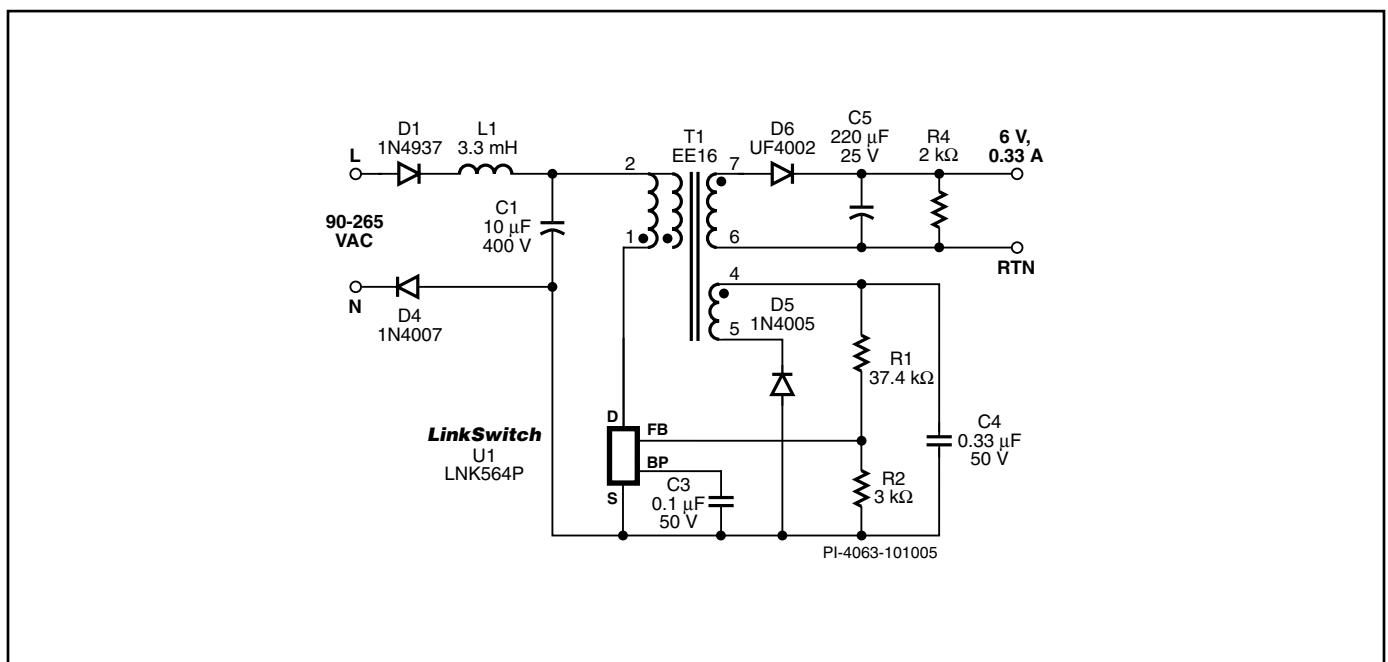 D1
1N4937
L1
3.3 mH
L
90-265
VAC
N
D4
1N4007
C1
10 µF
400 V
T1
EE16
2
1
7
6
4
5
D6
UF4002
C5
220 µF
25 V
R4
2 kΩ
6 V,
0.33 A
RTN
D5
1N4005
R1
37.4 kΩ
C4
0.33 µF
50 V
R2
3 kΩ
LinkSwitch
U1
LNK564P
D
FB
BP
S
C3
0.1 µF
50 V
PI-4063-101005